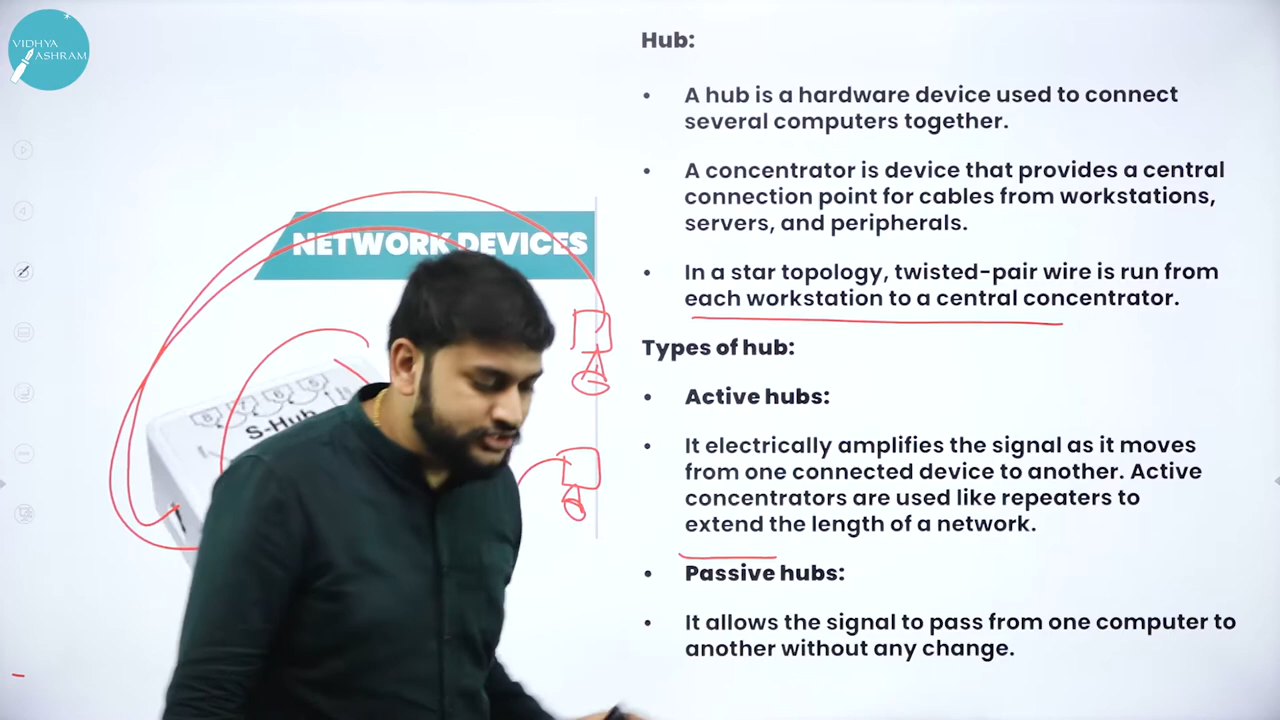 VIDHYA
ASHRAM
Hub:
• A hub is a hardware device used to connect
several computers together.
• A concentrator is device that provides a central
connection point for cables from workstations,
servers, and peripherals.
NETWORK DEVICES
• In a star topology, twisted-pair wire is run from
each workstation to a central concentrator.
Types of hub:
8 7 6 5
S-Hub
• Active hubs:
• It electrically amplifies the signal as it moves
from one connected device to another. Active
concentrators are used like repeaters to
extend the length of a network.
• Passive hubs:
• It allows the signal to pass from one computer to
another without any change.